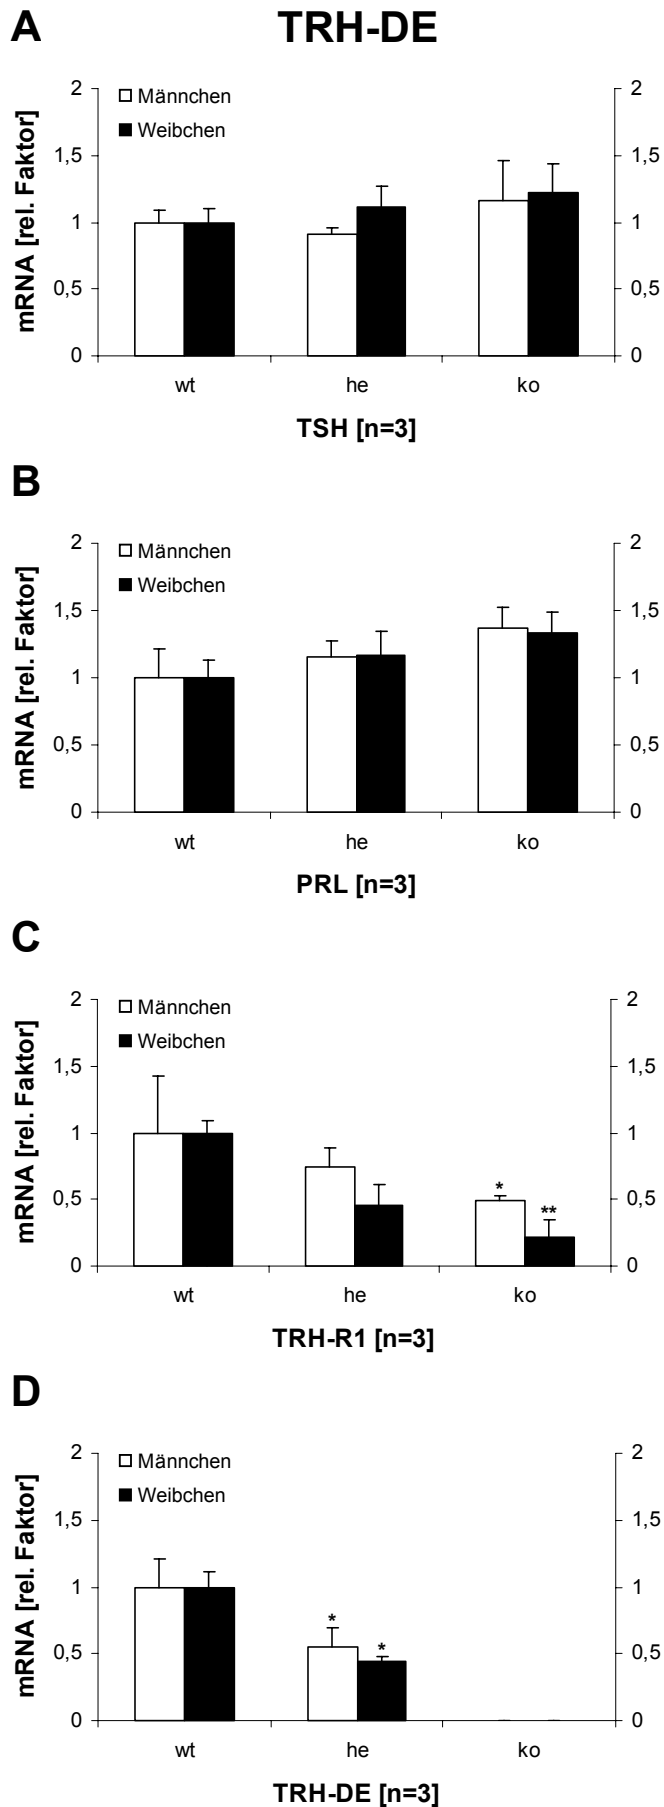 A TRH-DE
mRNA [rel. Faktor]
2 2
Männchen
Weibchen
1,5 1,5
1 1
0,5 0,5
0 0
wt he ko
TSH [n=3]
B
mRNA [rel. Faktor]
2 2
Männchen
Weibchen
1,5 1,5
1 1
0,5 0,5
0 0
wt he ko
PRL [n=3]
C
mRNA [rel. Faktor]
2 2
Männchen
Weibchen
1,5 1,5
1 1
0,5 0,5
* **
0 0
wt he ko
TRH-R1 [n=3]
D
mRNA [rel. Faktor]
2 2
Männchen
Weibchen
1,5 1,5
1 1
* *
0,5 0,5
0 0
wt he ko
TRH-DE [n=3]